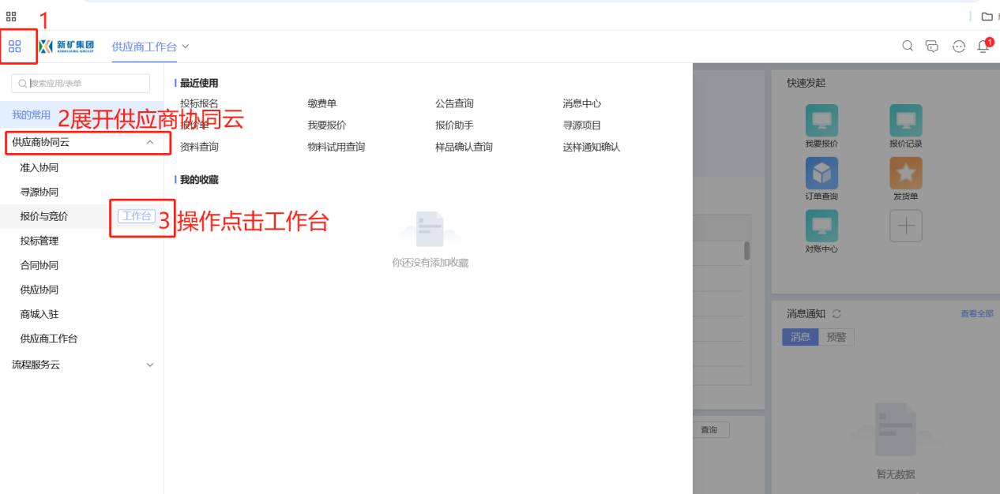 1
新矿集团
XINKUANG GROUP
供应商工作台
1
搜索应用/表单
最近使用
快速发起
投标报名 缴费单 公告查询 消息中心
我的常用
2展开供应商协同云
报价单 我要报价 报价助手 寻源项目
供应商协同云
资料查询 物料试用查询 样品确认查询 送样通知确认
我要报价 报价记录
准入协同
我的收藏
寻源协同
订单查询 发货单
报价与竞价
工作台
3 操作点击工作台
投标管理
对账中心
合同协同
你还没有添加收藏
供应协同
商城入驻
消息通知
查看全部
供应商工作台
消息 预警
流程服务云
查询
暂无数据